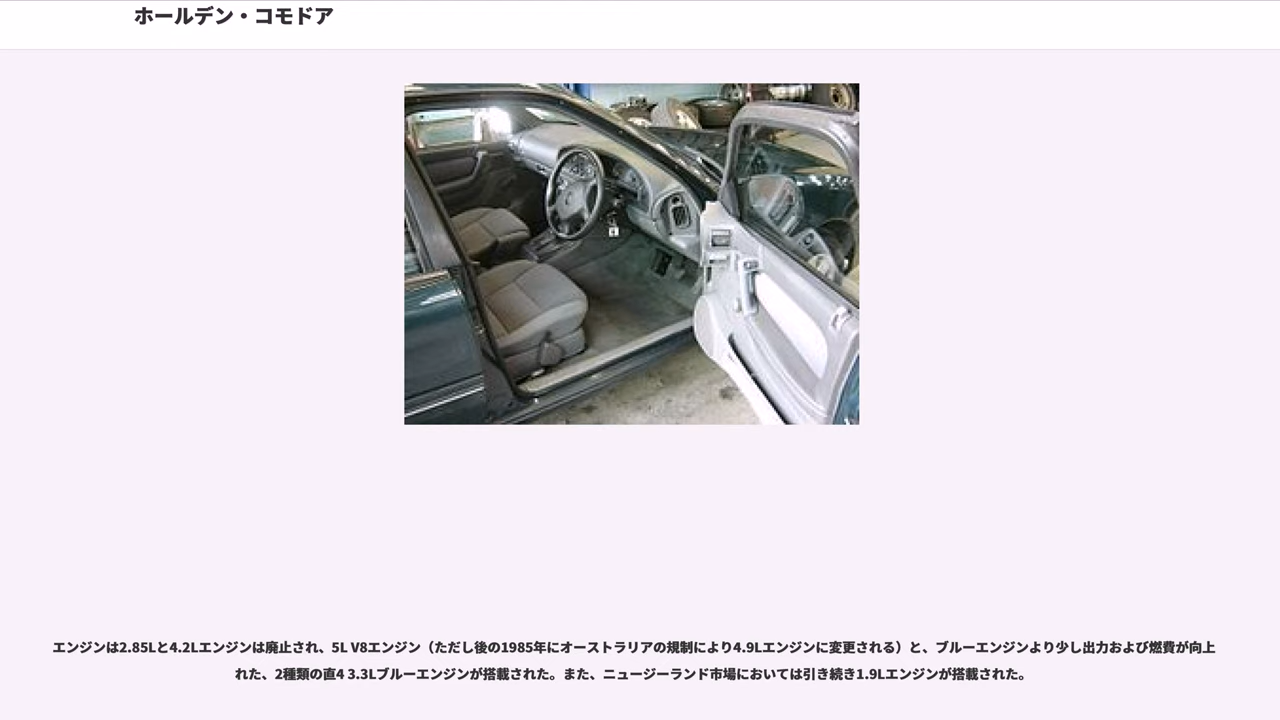 ホールデン・コモドア
エンジンは2.85Lと4.2Lエンジンは廃止され、5L V8エンジン（ただし後の1985年にオーストラリアの規制により4.9Lエンジンに変更される）と、ブルーエンジンより少し出力および燃費が向上
れた、2種類の直4 3.3Lブルーエンジンが搭載された。また、ニュージーランド市場においては引き続き1.9Lエンジンが搭載された。